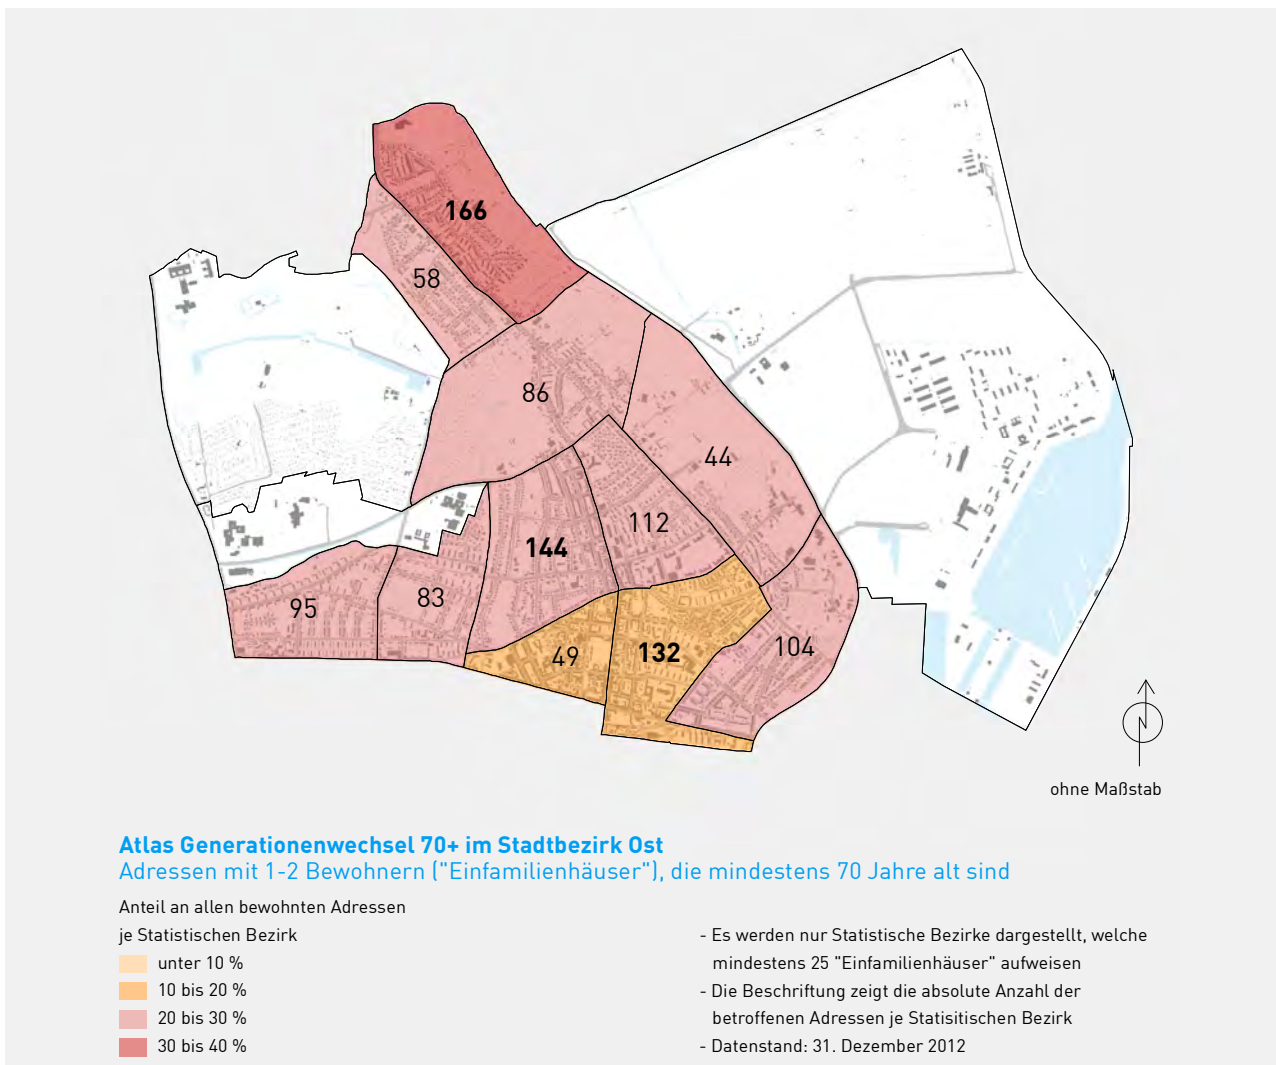 166
58
86
44
112
144
95
83
49
132
104
N
ohne Maßstab
Atlas Generationenwechsel 70+ im Stadtbezirk Ost
Adressen mit 1-2 Bewohnern ("Einfamilienhäuser"), die mindestens 70 Jahre alt sind
Anteil an allen bewohnten Adressen
je Statistischen Bezirk
unter 10 %
10 bis 20 %
20 bis 30 %
30 bis 40 %
- Es werden nur Statistische Bezirke dargestellt, welche
mindestens 25 "Einfamilienhäuser" aufweisen
- Die Beschriftung zeigt die absolute Anzahl der
betroffenen Adressen je Statisitischen Bezirk
- Datenstand: 31. Dezember 2012